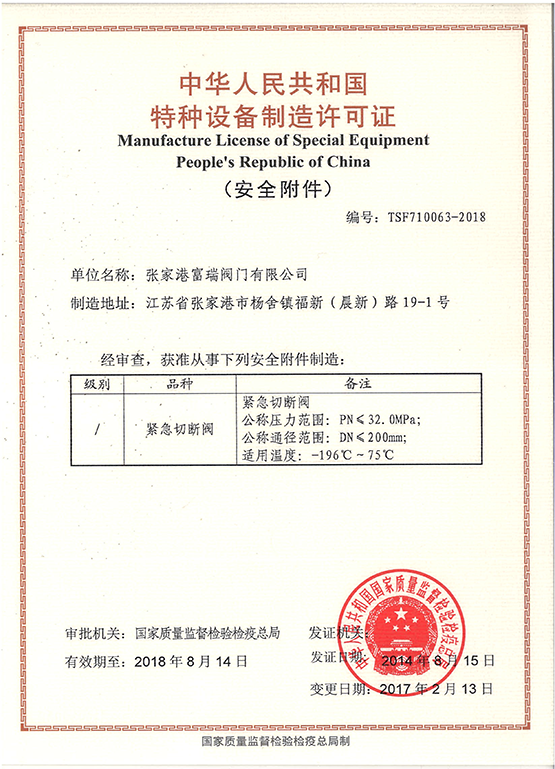 中华人民共和国
特种设备制造许可证
Manufacture License of Special Equipment
People's Republic of China
（安全附件）
编号：TSF710063-2018
单位名称：张家港富瑞阀门有限公司
制造地址：江苏省张家港市杨舍镇福新（晨新）路 19-1 号
经审查，获准从事下列安全附件制造：
级别 品种 备注
/ 紧急切断阀 紧急切断阀
公称压力范围：PN≤32.0MPa；
公称通径范围：DN≤200mm；
适用温度：-196℃～75℃
中华人民共和国国家质量监督检验检疫总局
审批机关：国家质量监督检验检疫总局 发证机关：
有效期至：2018 年 8 月 14 日 发证日期：2014 年 8 月 15 日
变更日期：2017 年 2 月 13 日
国家质量监督检验检疫总局制